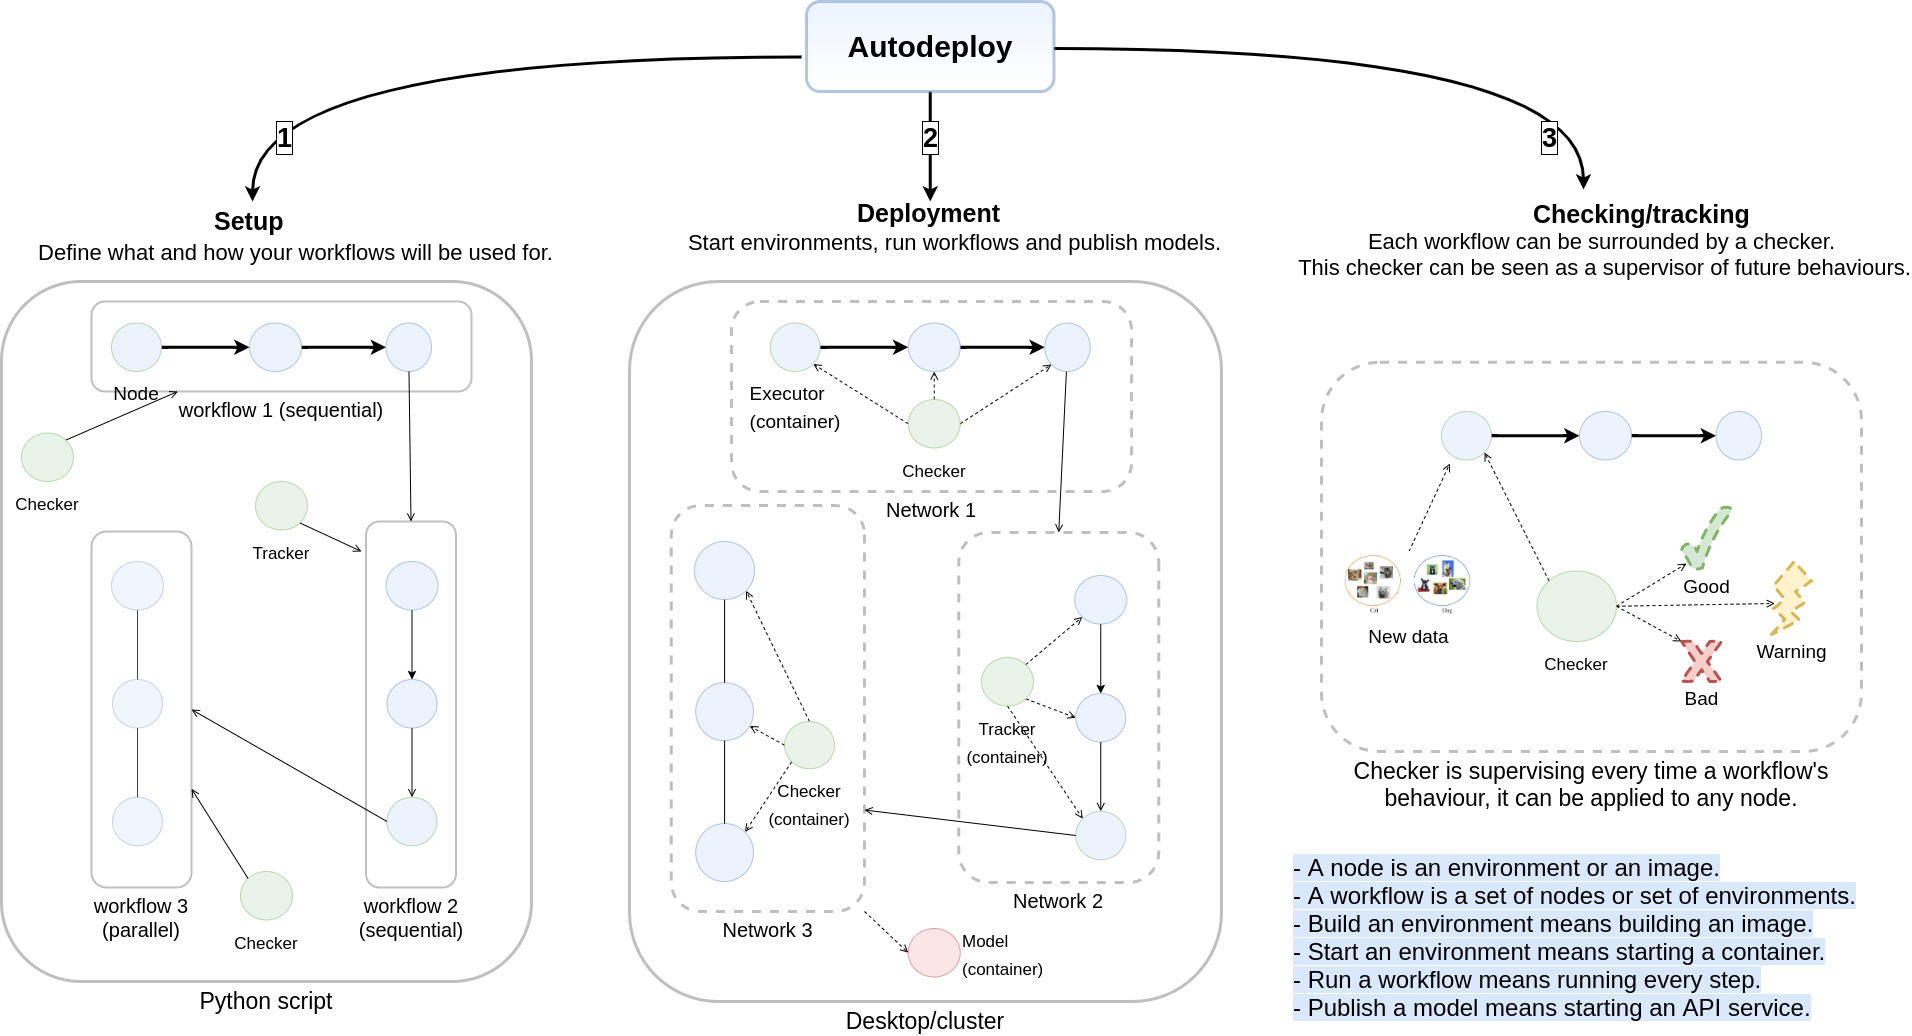 Autodeploy
1
2
3
Setup
Define what and how your workflows will be used for.
Node
workflow 1 (sequential)
Checker
Tracker
workflow 3
(parallel)
Checker
workflow 2
(sequential)
Python script
Deployment
Start environments, run workflows and publish models.
Executor
(container)
Checker
Network 1
Tracker
(container)
Checker
(container)
Network 2
Network 3
Model
(container)
Desktop/cluster
Checking/tracking
Each workflow can be surrounded by a checker.
This checker can be seen as a supervisor of future behaviours.
Cat
Dog
New data
Checker
Good
Warning
Bad
Checker is supervising every time a workflow's
behaviour, it can be applied to any node.
- A node is an environment or an image.
- A workflow is a set of nodes or set of environments.
- Build an environment means building an image.
- Start an environment means starting a container.
- Run a workflow means running every step.
- Publish a model means starting an API service.